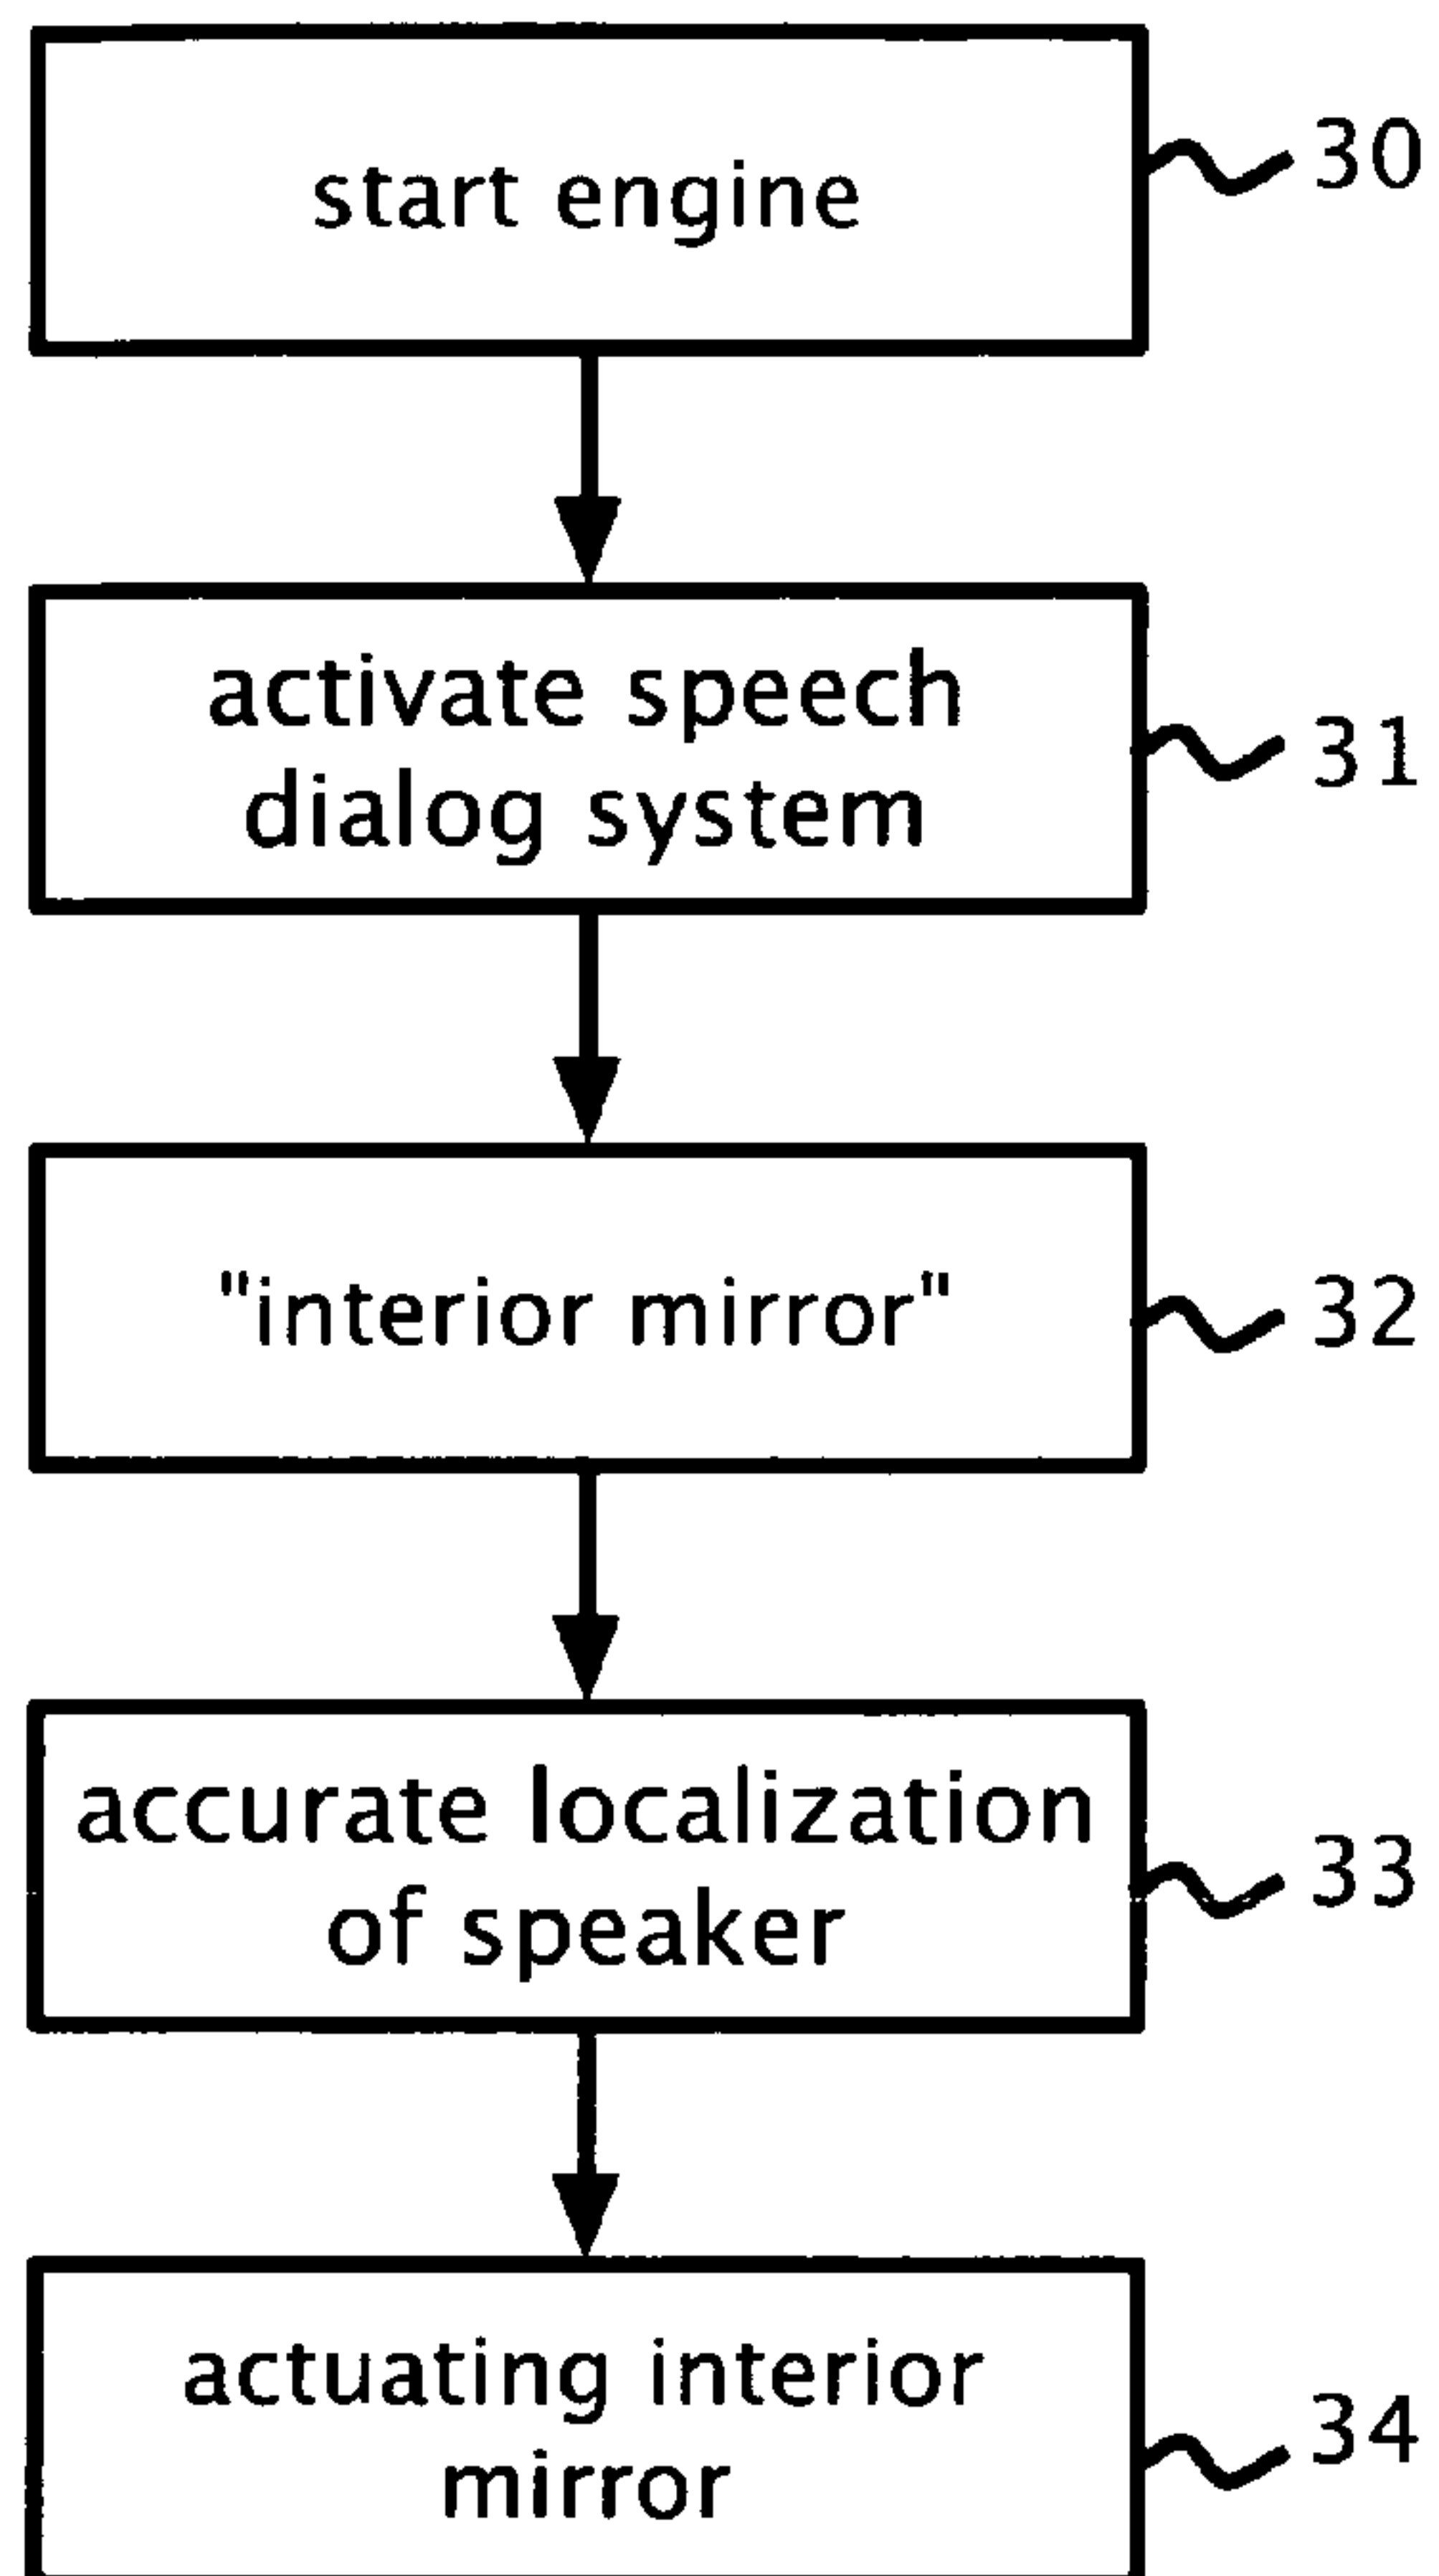 start engine
30
activate speech
dialog system
31
"interior mirror"
32
accurate localization
of speaker
33
actuating interior
mirror
34